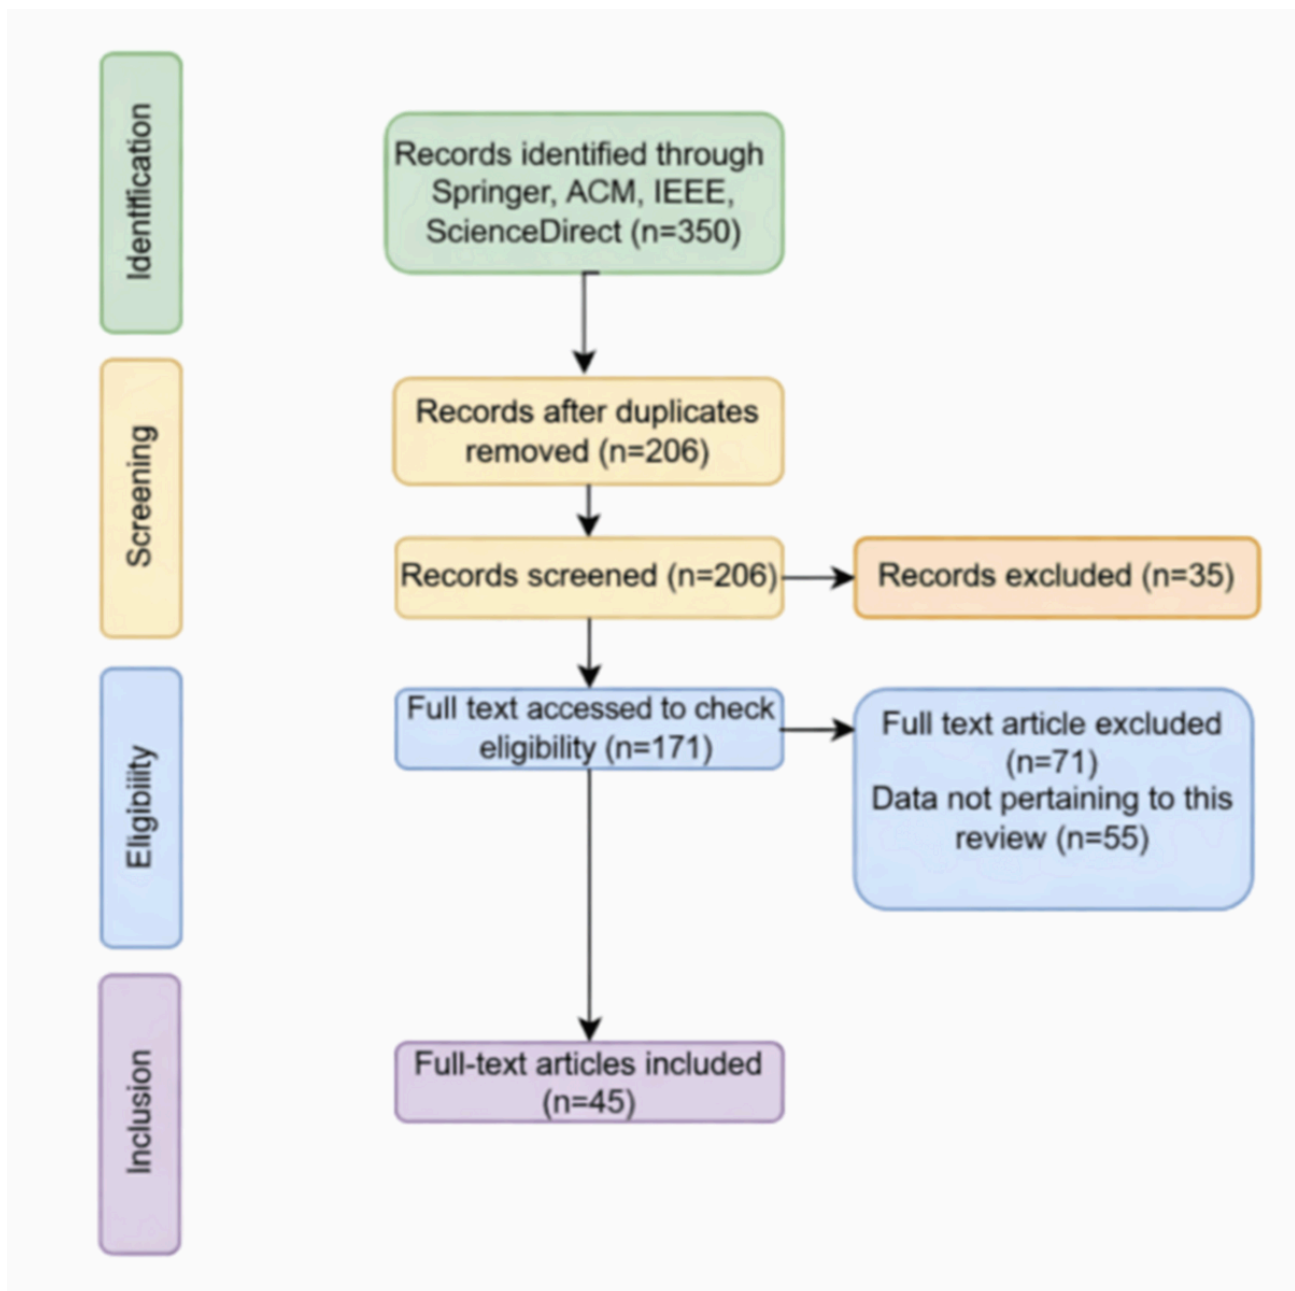 Identification
Records identified through
Springer, ACM, IEEE,
ScienceDirect (n=350)
Screening
Records after duplicates
removed (n=206)
Records screened (n=206)
Records excluded (n=35)
Eligibility
Full text accessed to check
eligibility (n=171)
Full text article excluded
(n=71)
Data not pertaining to this
review (n=55)
Inclusion
Full-text articles included
(n=45)